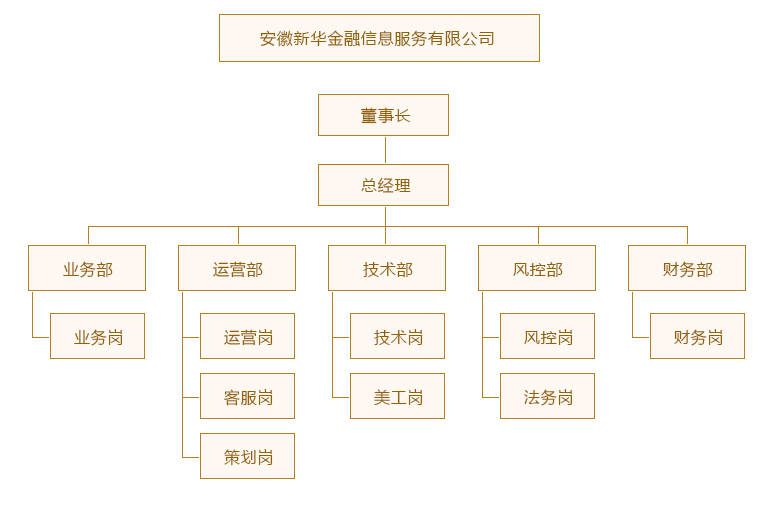 安徽新华金融信息服务有限公司
董事长
总经理
业务部
运营部
技术部
风控部
财务部
业务岗
运营岗
技术岗
风控岗
财务岗
客服岗
美工岗
法务岗
策划岗